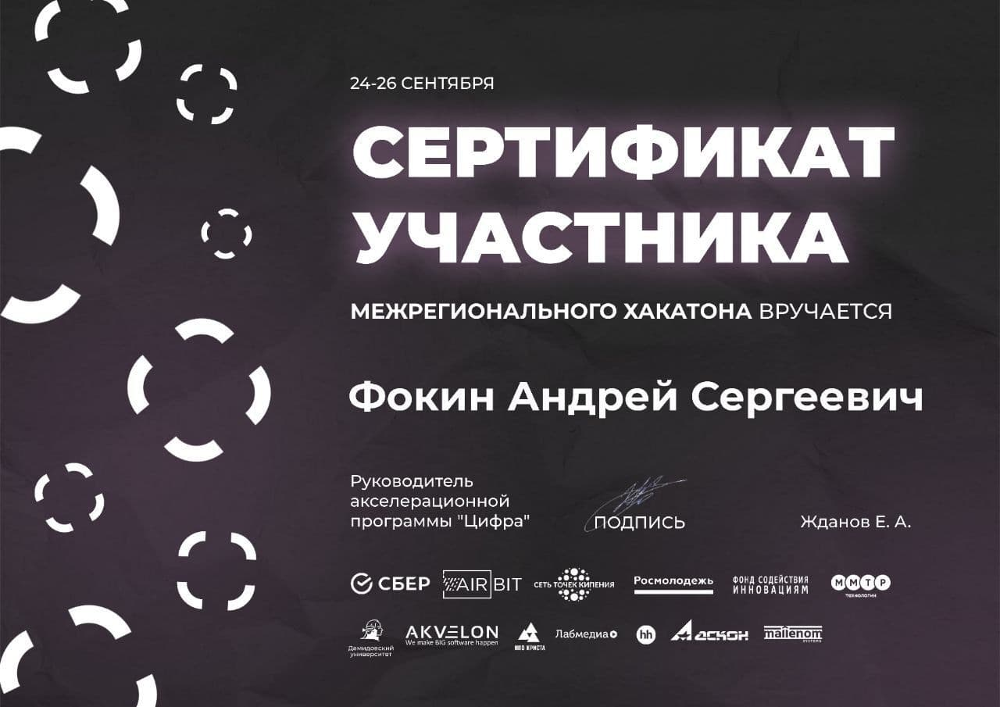 24-26 СЕНТЯБРЯ
СЕРТИФИКАТ
УЧАСТНИКА
МЕЖРЕГИОНАЛЬНОГО ХАКАТОНА ВРУЧАЕТСЯ
Фокин Андрей Сергеевич
Руководитель
акселерационной
программы "Цифра"
ПОДПИСЬ
Жданов Е. А.
СБЕР
AIRBIT
СЕТЬ ТОЧЕК КИПЕНИЯ
Росмолодежь
ФОНД СОДЕЙСТВИЯ
ИННОВАЦИЯМ
ММТР
ТЕХНОЛОГИИ
Демидовский
университет
AKVELON
We make BIG software happen
НПО КРИСТА
Лабмедиа
hh
АСКОН
mallenom
SYSTEMS